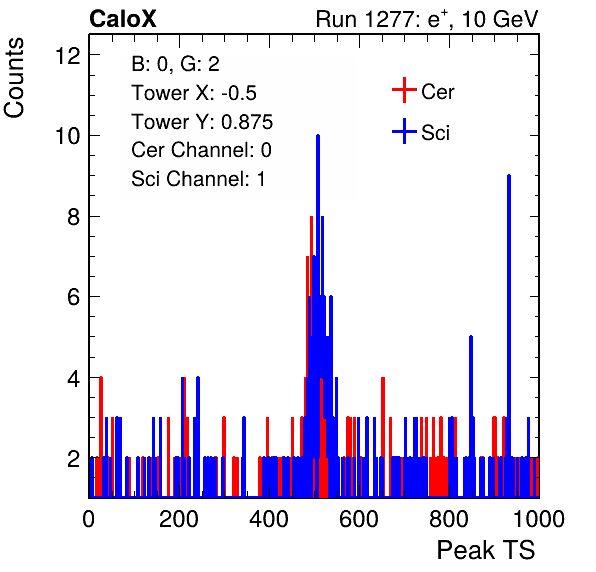 CaloX Run 1277: e⁺, 10 GeV
Counts
B: 0, G: 2
Tower X: -0.5
Tower Y: 0.875
Cer Channel: 0
Sci Channel: 1
Cer
Sci
12
10
8
6
4
2
0 200 400 600 800 1000
Peak TS